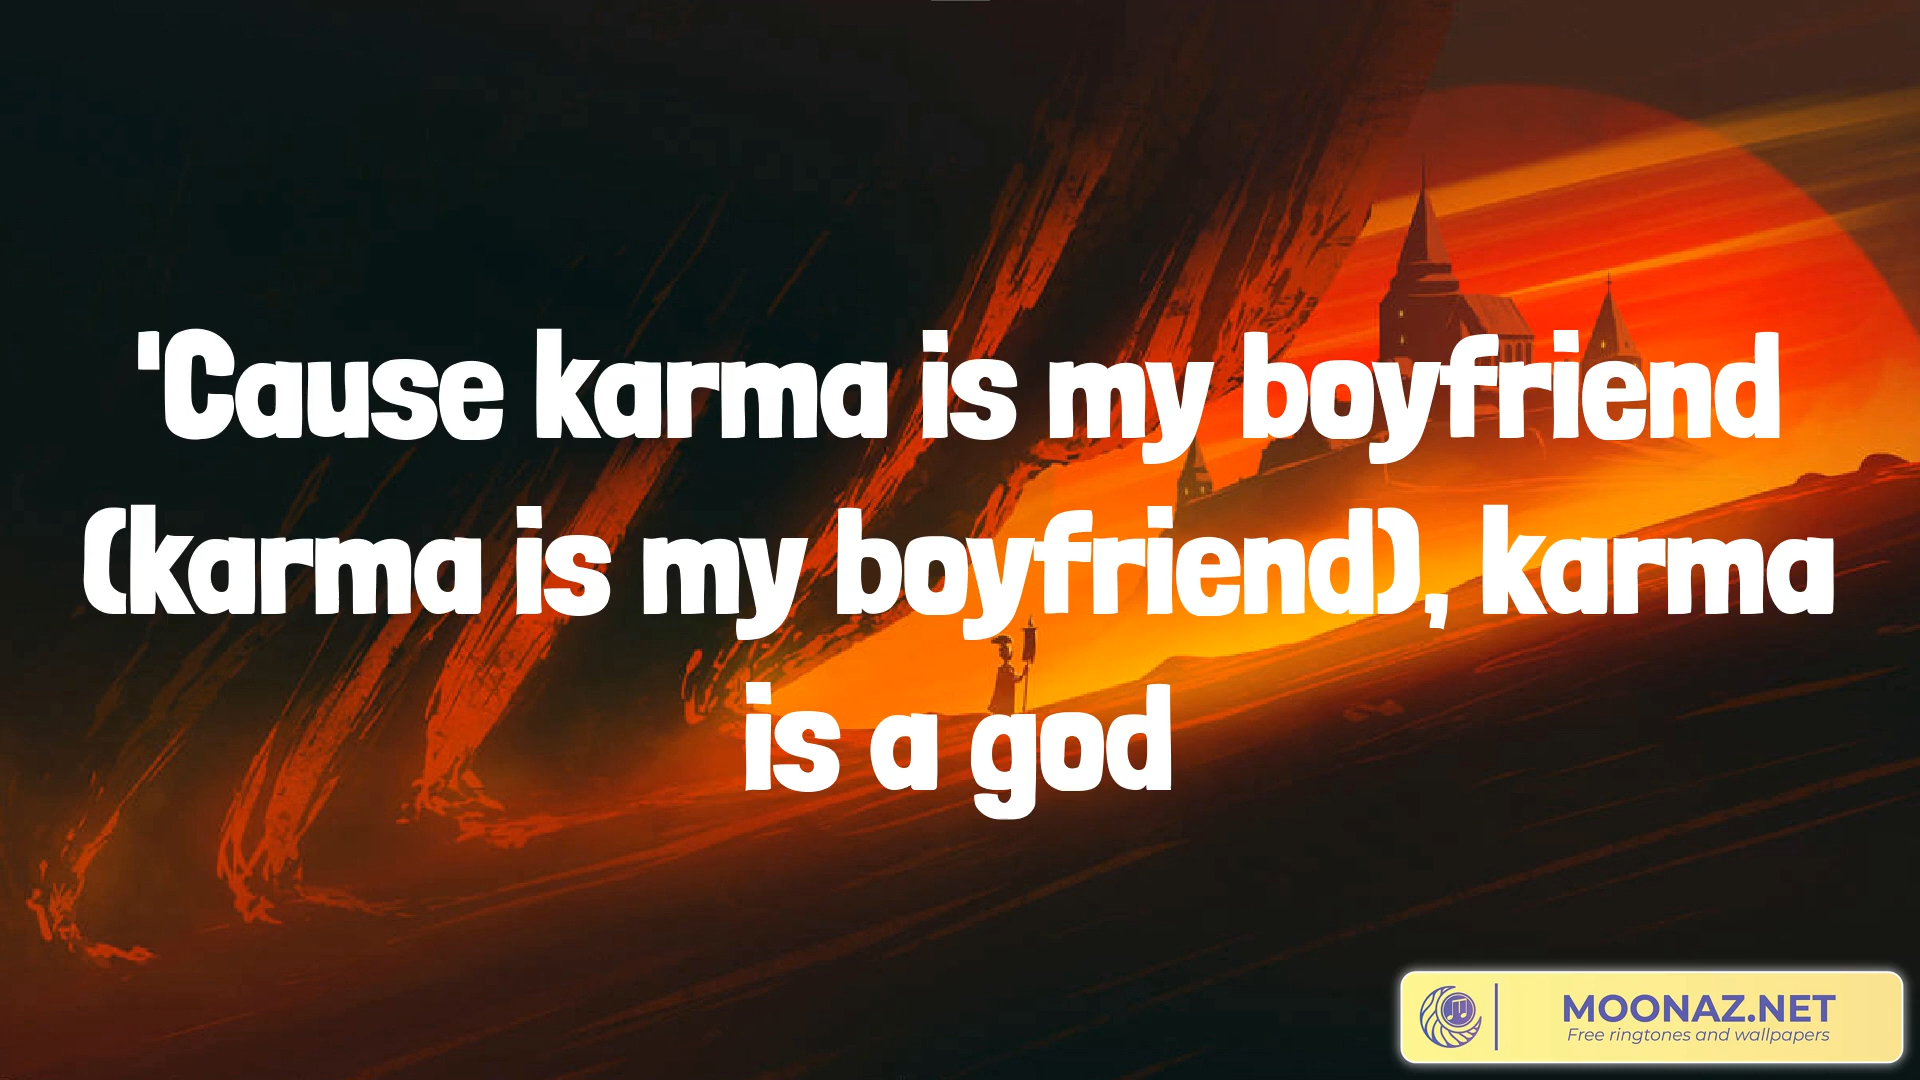 'Cause karma is my boyfriend
(karma is my boyfriend), karma
is a god
MOONAZ.NET
Free ringtones and wallpapers